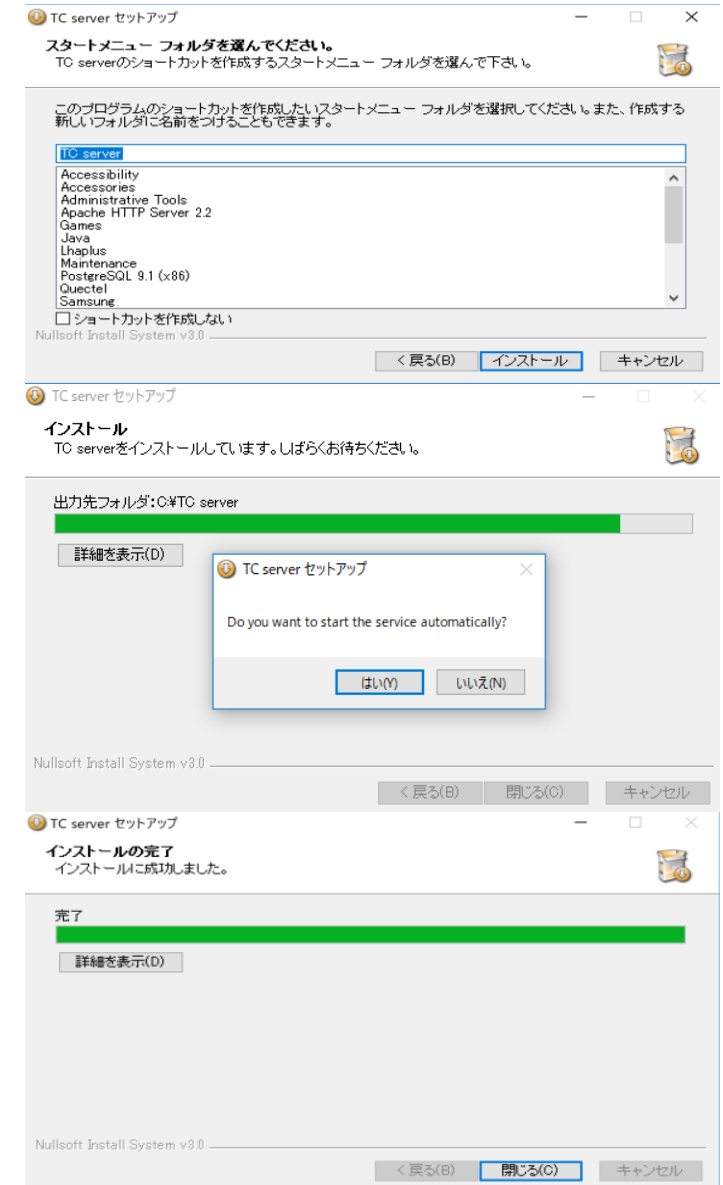 TC server セットアップ
スタートメニュー フォルダを選んでください。
TC serverのショートカットを作成するスタートメニュー フォルダを選んで下さい。
このプログラムのショートカットを作成したいスタートメニュー フォルダを選択してください。また、作成する
新しいフォルダに名前をつけることもできます。
TC server
Accessibility
Accessories
Administrative Tools
Apache HTTP Server 2.2
Games
Java
Lhaplus
Maintenance
PostgreSQL 9.1 (x86)
Quectel
Samsung
ショートカットを作成しない
Nullsoft Install System v3.0
< 戻る(B) インストール キャンセル
TC server セットアップ
インストール
TC serverをインストールしています。しばらくお待ちください。
出力先フォルダ:C:¥TC server
詳細を表示(D)
TC server セットアップ
Do you want to start the service automatically?
はい(Y) いいえ(N)
Nullsoft Install System v3.0
< 戻る(B) 閉じる(C) キャンセル
TC server セットアップ
インストールの完了
インストールに成功しました。
完了
詳細を表示(D)
Nullsoft Install System v3.0
< 戻る(B) 閉じる(C) キャンセル